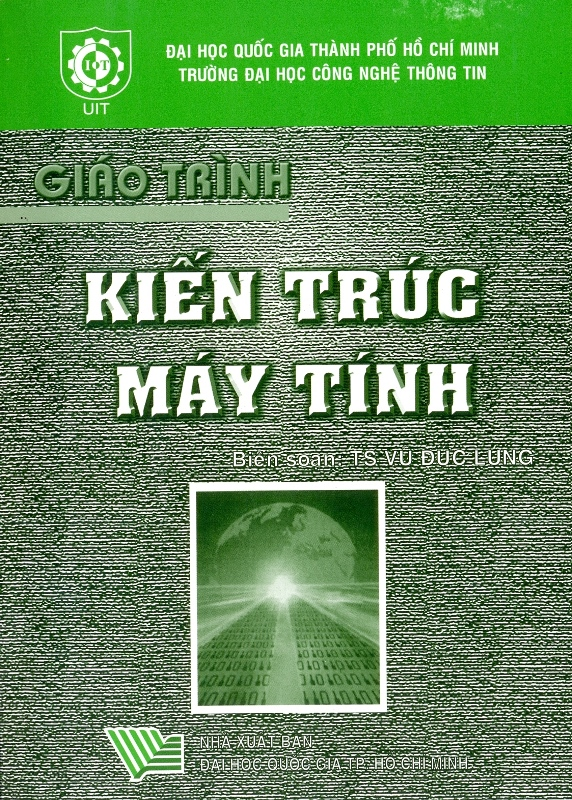 ĐẠI HỌC QUỐC GIA THÀNH PHỐ HỒ CHÍ MINH
TRƯỜNG ĐẠI HỌC CÔNG NGHỆ THÔNG TIN
UIT
GIÁO TRÌNH
KIẾN TRÚC
MÁY TÍNH
Biên soạn: TS VŨ ĐỨC LUNG
NHÀ XUẤT BẢN
ĐẠI HỌC QUỐC GIA TP. HỒ CHÍ MINH